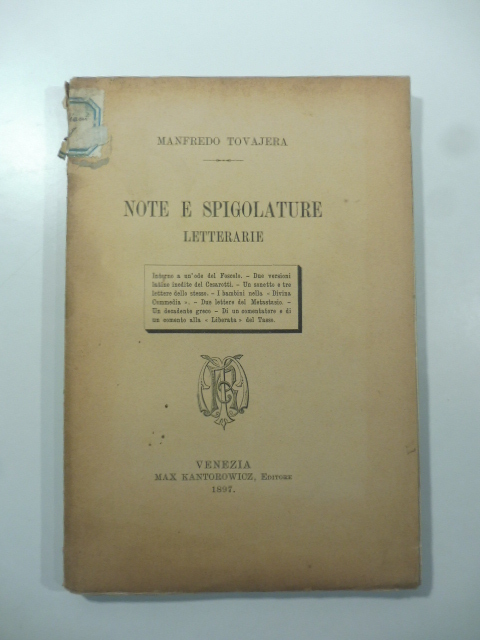 MANFREDO TOVAJERA
NOTE E SPIGOLATURE
LETTERARIE
Intorno a un'ode del Foscolo. – Due versioni
latine inedite del Cesarotti. – Un sonetto e tre
lettere dello stesso. – I bambini nella « Divina
Commedia ». – Due lettere del Metastasio. –
Un decadente greco – Di un comentatore e di
un comento alla « Liberata » del Tasso.
VENEZIA
MAX KANTOROWICZ, EDITORE
1897.